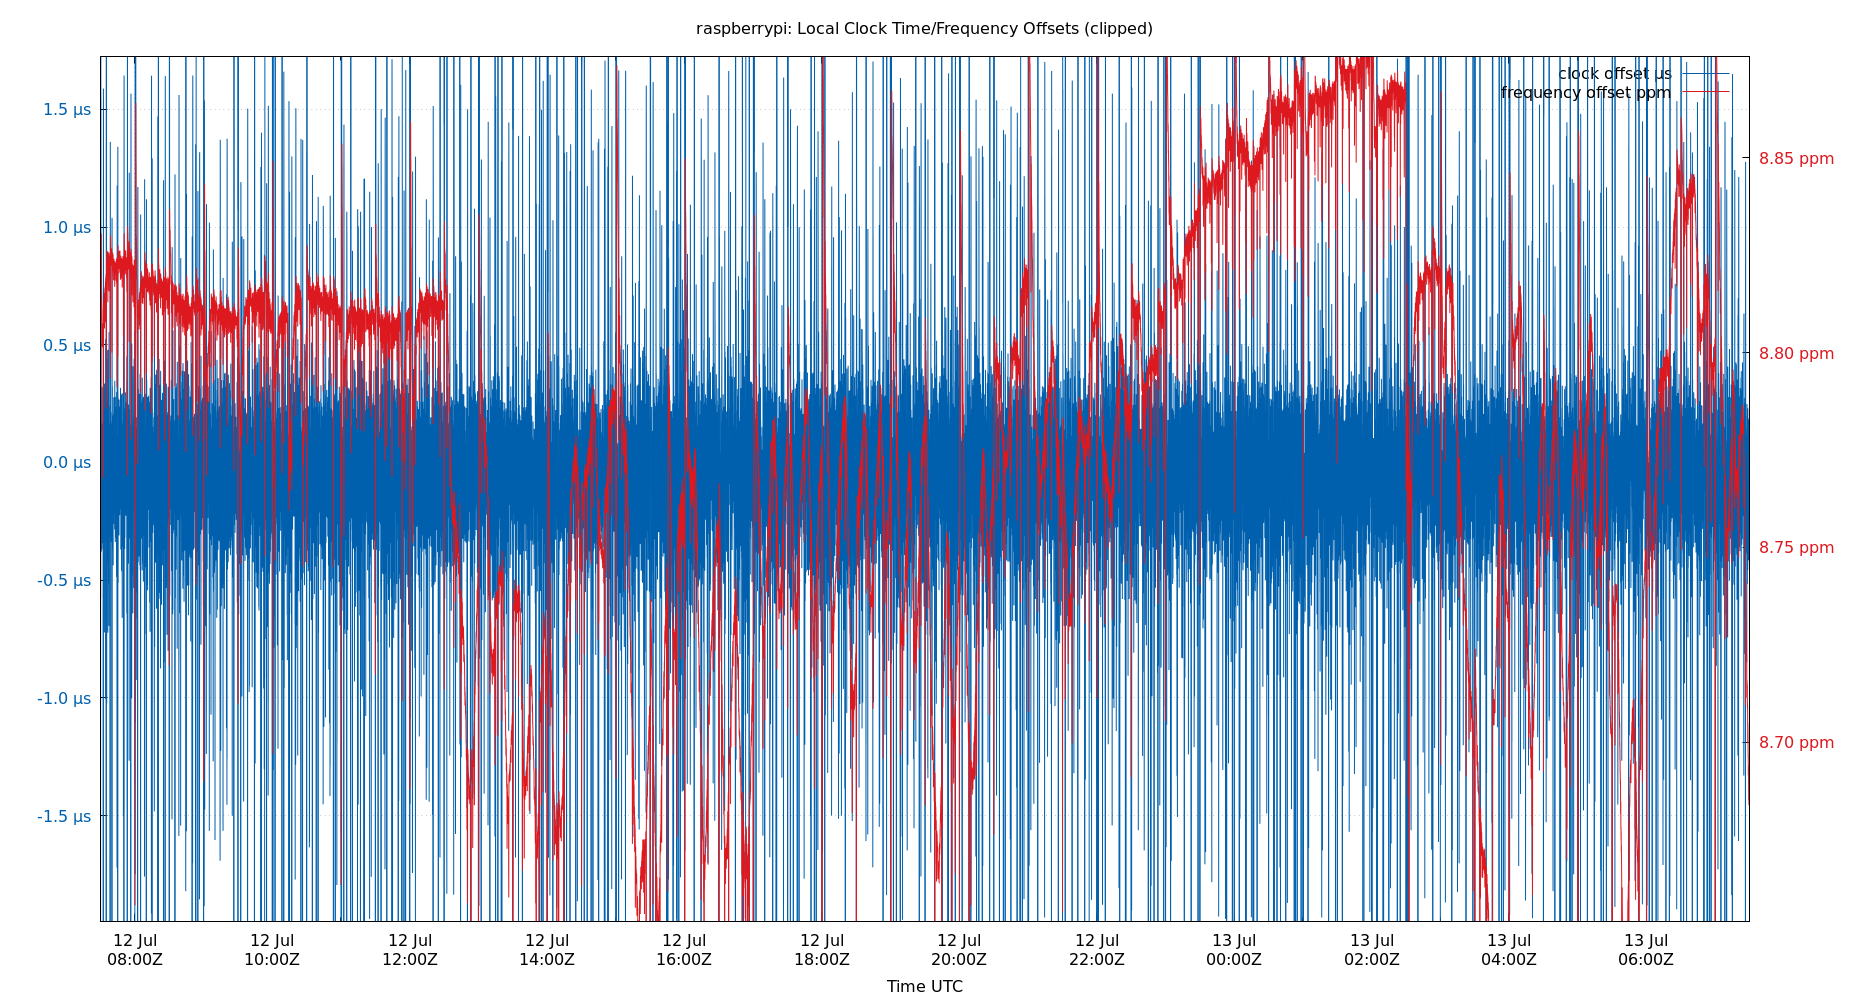 raspberrypi: Local Clock Time/Frequency Offsets (clipped)
clock offset µs
frequency offset ppm
1.5 µs
1.0 µs
0.5 µs
0.0 µs
-0.5 µs
-1.0 µs
-1.5 µs
8.85 ppm
8.80 ppm
8.75 ppm
8.70 ppm
12 Jul 12 Jul 12 Jul 12 Jul 12 Jul 12 Jul 12 Jul 12 Jul 13 Jul 13 Jul 13 Jul 13 Jul
08:00Z 10:00Z 12:00Z 14:00Z 16:00Z 18:00Z 20:00Z 22:00Z 00:00Z 02:00Z 04:00Z 06:00Z
Time UTC